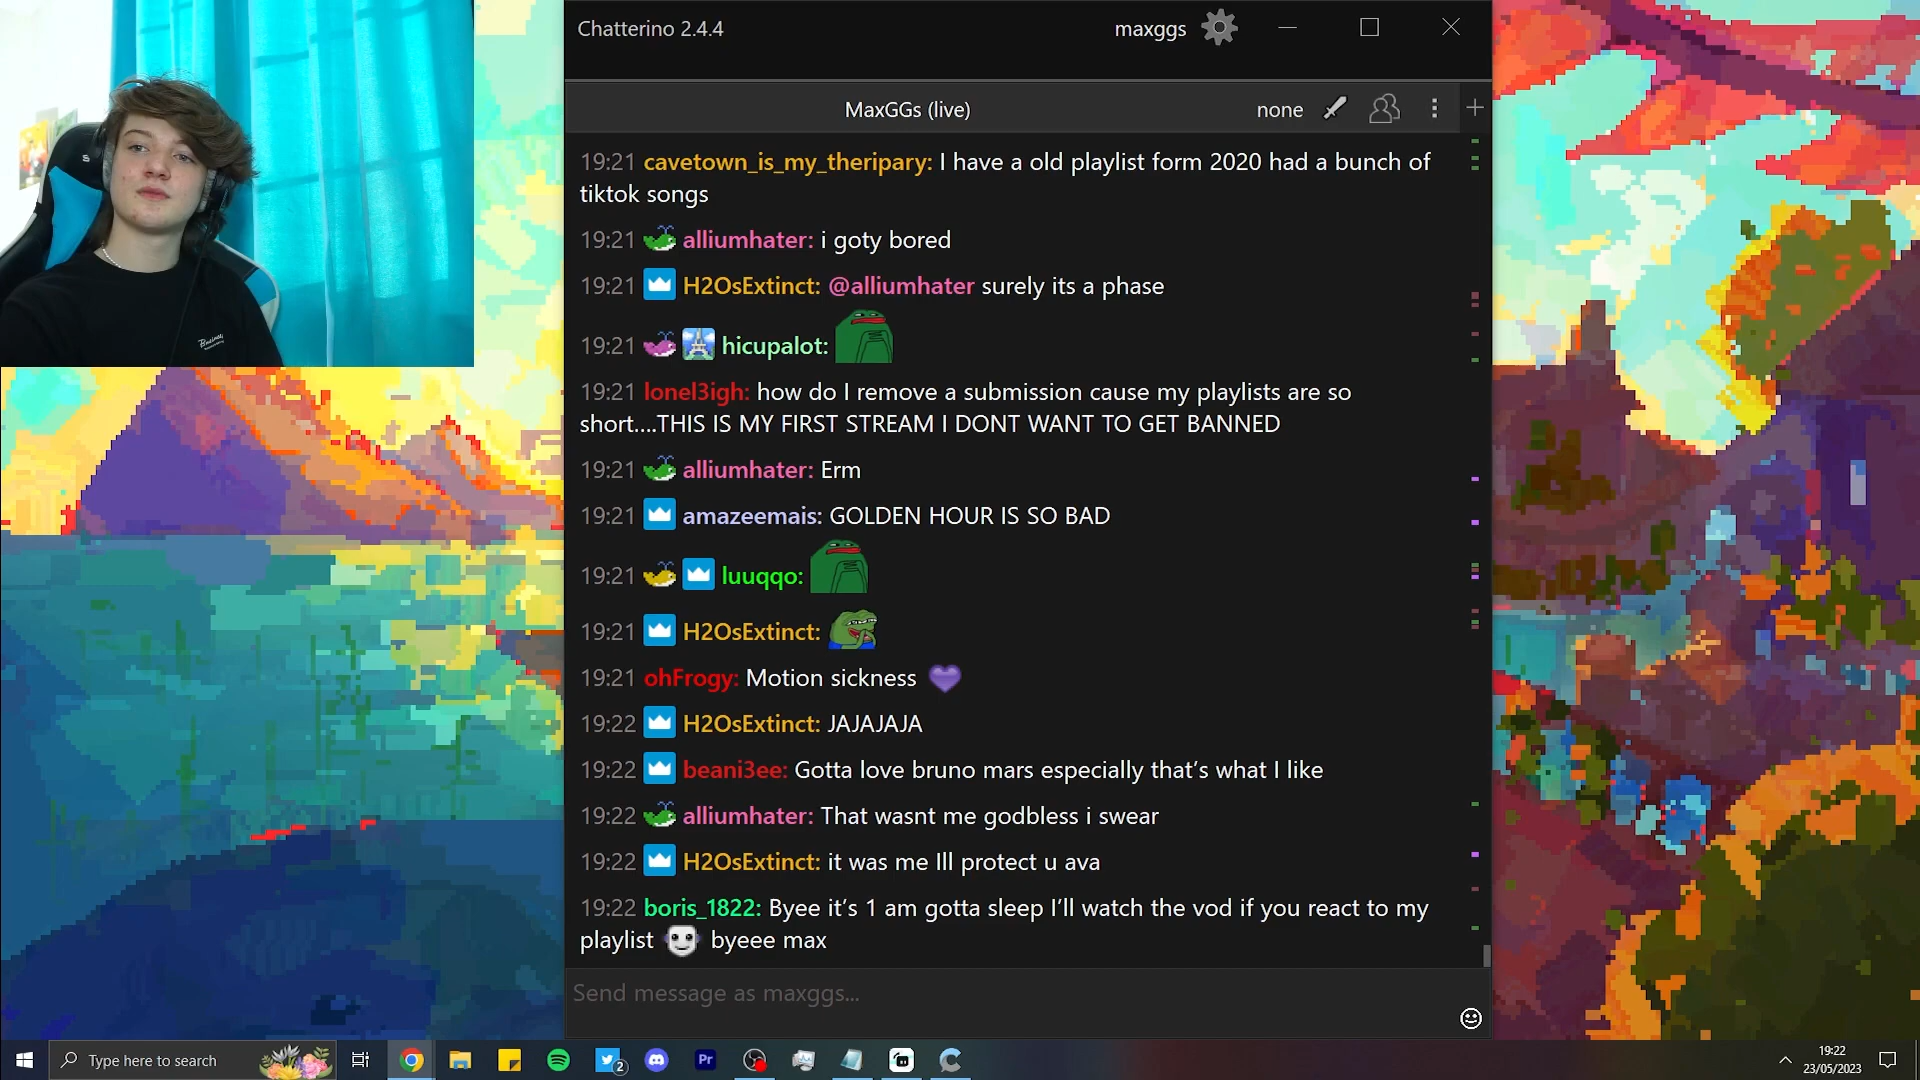 Chatterino 2.4.4
maxggs
MaxGGs (live)
none
19:21 cavetown_is_my_theripary: I have a old playlist form 2020 had a bunch of
tiktok songs
19:21 alliumhater: i goty bored
19:21 H2OsExtinct: @alliumhater surely its a phase
19:21 hicupalot:
19:21 lonel3igh: how do I remove a submission cause my playlists are so
short....THIS IS MY FIRST STREAM I DONT WANT TO GET BANNED
19:21 alliumhater: Erm
19:21 amazeemais: GOLDEN HOUR IS SO BAD
19:21 luuqqo:
19:21 H2OsExtinct:
19:21 ohFrogy: Motion sickness 💜
19:22 H2OsExtinct: JAJAJAJA
19:22 beani3ee: Gotta love bruno mars especially that’s what I like
19:22 alliumhater: That wasnt me godbless i swear
19:22 H2OsExtinct: it was me Ill protect u ava
19:22 boris_1822: Byee it’s 1 am gotta sleep I’ll watch the vod if you react to my
playlist byeee max
Send message as maxggs...
Type here to search
2
Pr
19:22
23/05/2023